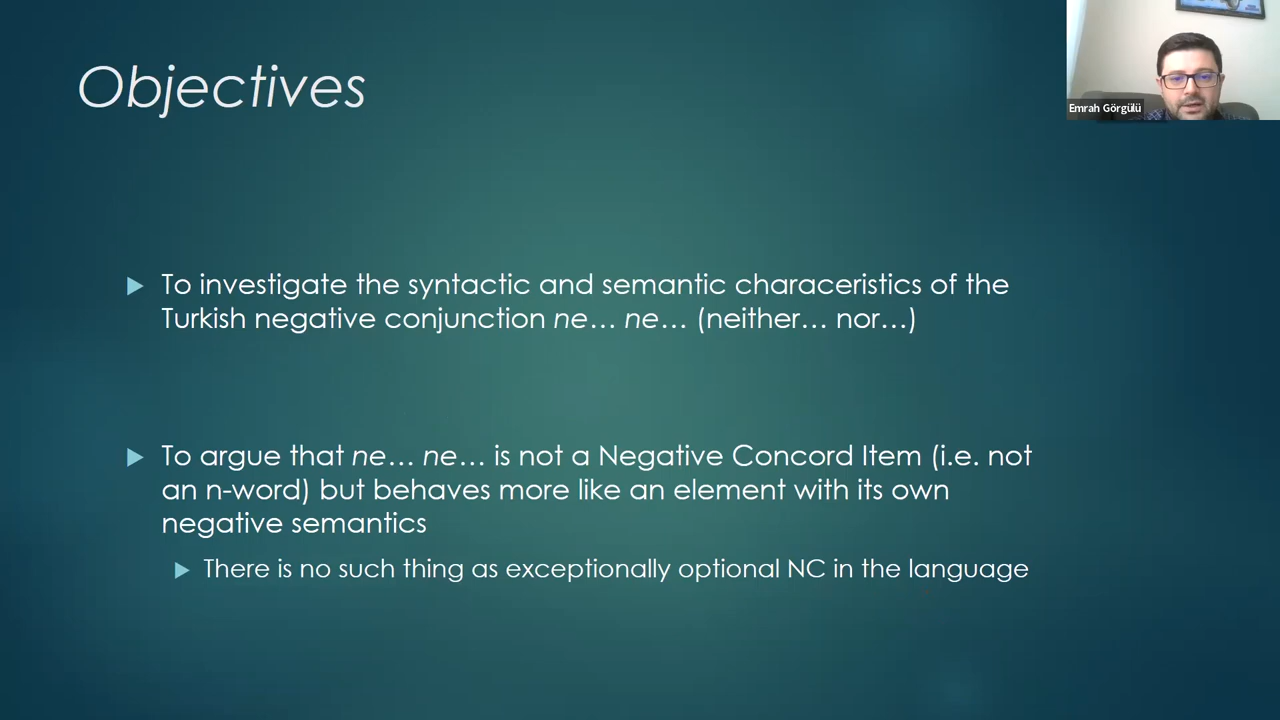 Objectives
Emrah Görgülü
To investigate the syntactic and semantic characeristics of the
Turkish negative conjunction ne... ne... (neither... nor...)
To argue that ne... ne... is not a Negative Concord Item (i.e. not
an n-word) but behaves more like an element with its own
negative semantics
There is no such thing as exceptionally optional NC in the language